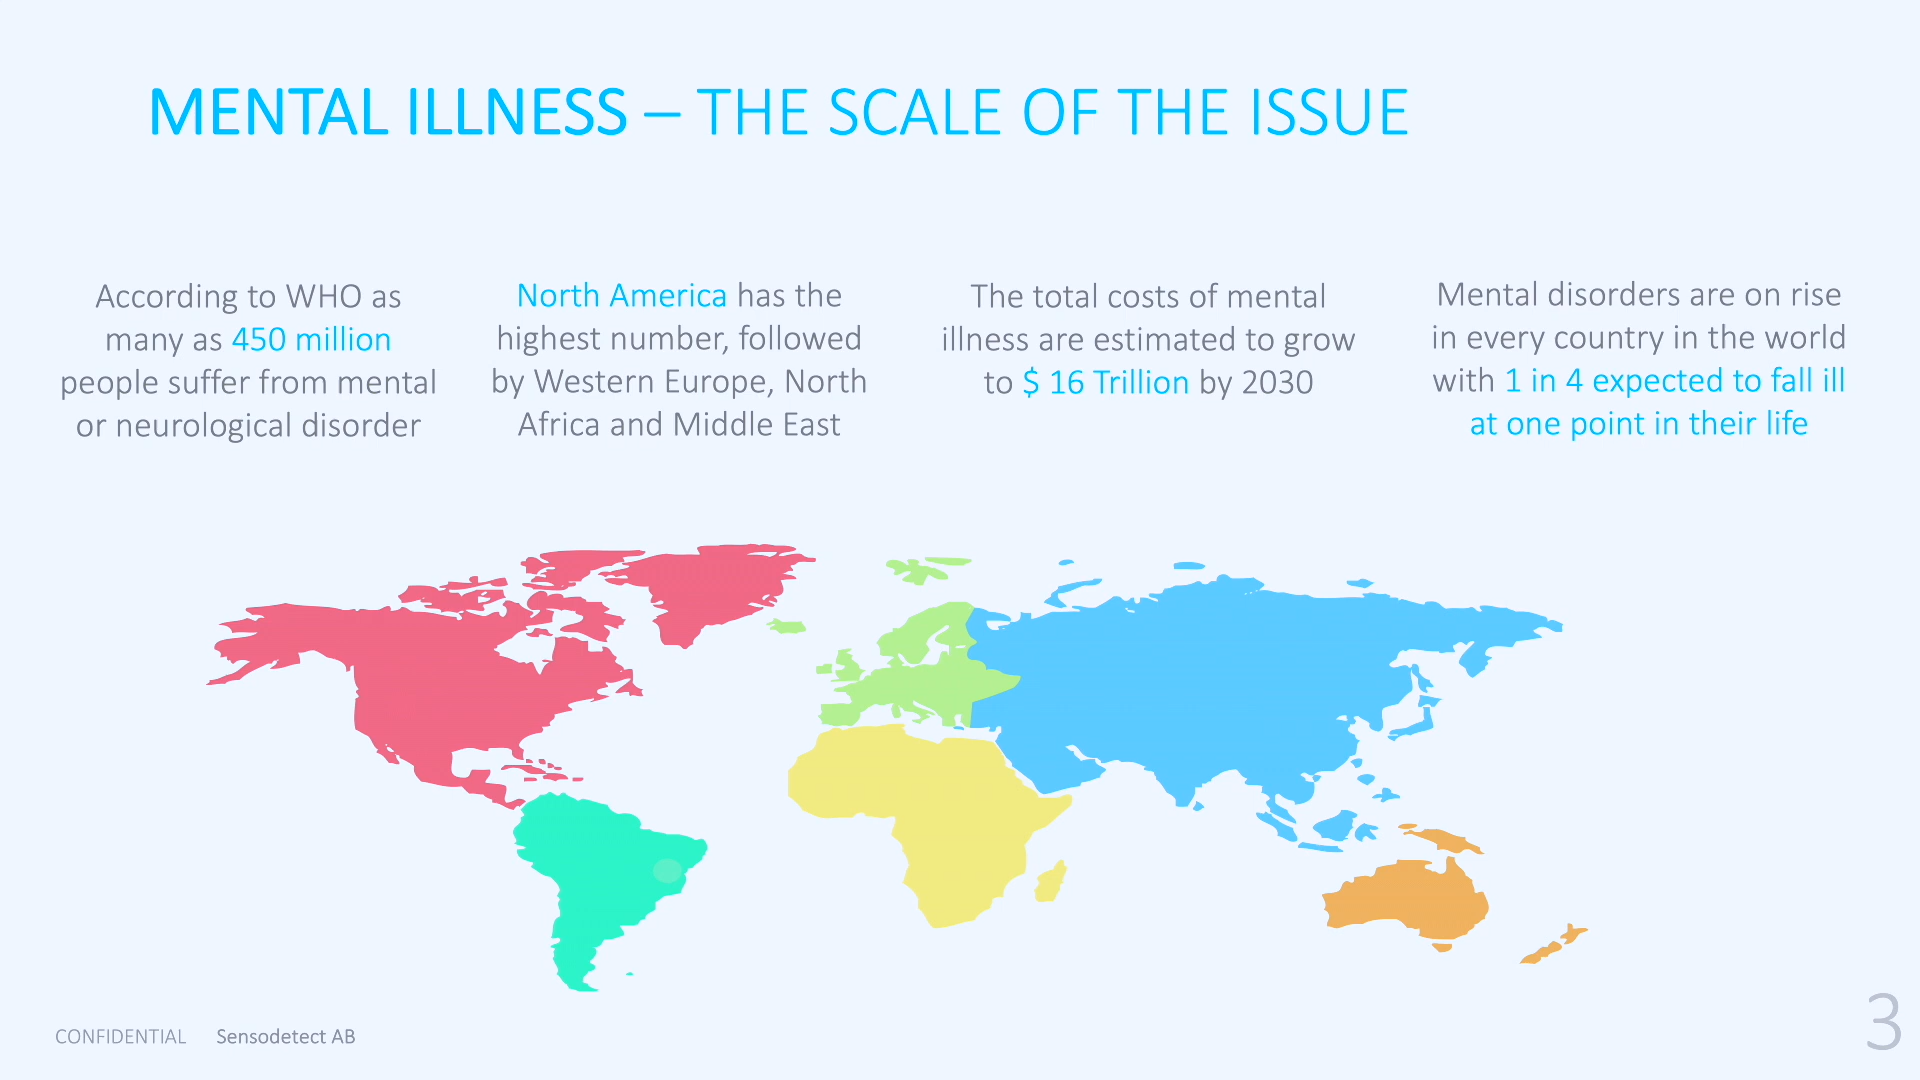 MENTAL ILLNESS – THE SCALE OF THE ISSUE
According to WHO as
many as 450 million
people suffer from mental
or neurological disorder
North America has the
highest number, followed
by Western Europe, North
Africa and Middle East
The total costs of mental
illness are estimated to grow
to $ 16 Trillion by 2030
Mental disorders are on rise
in every country in the world
with 1 in 4 expected to fall ill
at one point in their life
CONFIDENTIAL Sensodetect AB
3